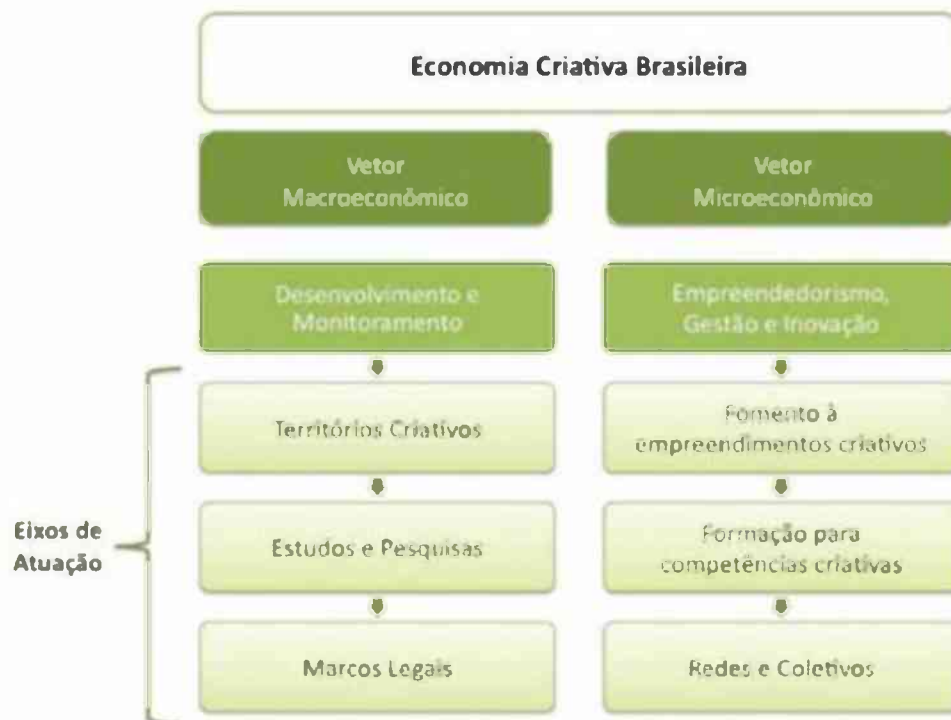 Economia Criativa Brasileira
Vetor
Macroeconômico
Vetor
Microeconômico
Desenvolvimento e
Monitoramento
Empreendedorismo,
Gestão e Inovação
Territórios Criativos
Fomento à
empreendimentos criativos
Eixos de
Atuação
Estudos e Pesquisas
Formação para
competências criativas
Marcos Legais
Redes e Coletivos